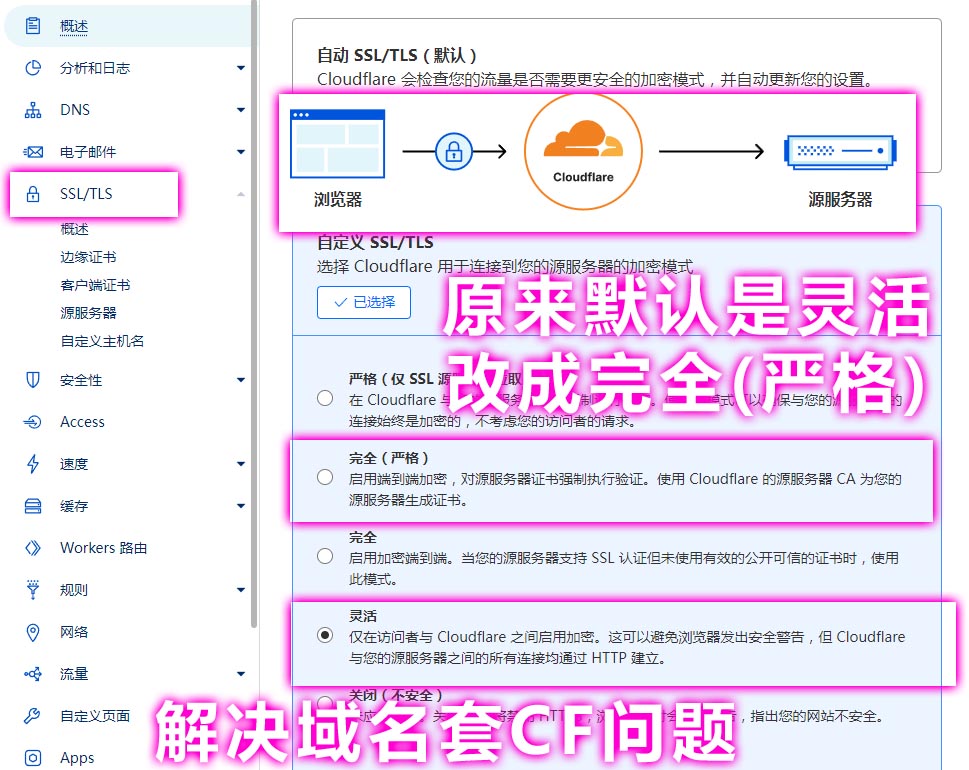 概述
分析和日志
DNS
电子邮件
SSL/TLS
概述
边缘证书
客户端证书
源服务器
自定义主机名
安全性
Access
速度
缓存
Workers 路由
规则
网络
流量
自定义页面
Apps
自动 SSL/TLS（默认）
Cloudflare 会检查您的流量是否需要更安全的加密模式，并自动更新您的设置。
浏览器
Cloudflare
源服务器
自定义 SSL/TLS
选择 Cloudflare 用于连接到您的源服务器的加密模式
已选择
原来默认是灵活
改成完全(严格)
严格（仅 SSL 源
在 Cloudflare 与
连接始终是加密的，不考虑您的访问者的请求。
完全（严格）
启用端到端加密，对源服务器证书强制执行验证。使用 Cloudflare 的源服务器 CA 为您的
源服务器生成证书。
完全
启用加密端到端。当您的源服务器支持 SSL 认证但未使用有效的公开可信的证书时，使用
此模式。
灵活
仅在访问者与 Cloudflare 之间启用加密。这可以避免浏览器发出安全警告，但 Cloudflare
与您的源服务器之间的所有连接均通过 HTTP 建立。
关闭（不安全）
指出您的网站不安全。
解决域名套CF问题